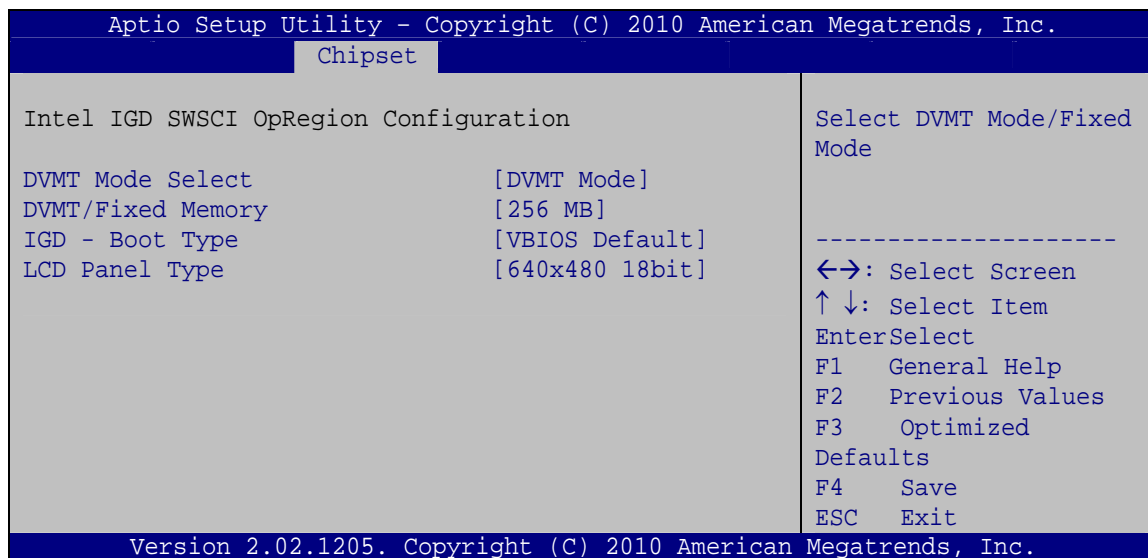 Aptio Setup Utility – Copyright (C) 2010 American Megatrends, Inc.
Chipset
Intel IGD SWSCI OpRegion Configuration
DVMT Mode Select [DVMT Mode]
DVMT/Fixed Memory [256 MB]
IGD - Boot Type [VBIOS Default]
LCD Panel Type [640x480 18bit]
Select DVMT Mode/Fixed
Mode
---------------------
←→: Select Screen
↑ ↓: Select Item
EnterSelect
F1 General Help
F2 Previous Values
F3 Optimized
Defaults
F4 Save
ESC Exit
Version 2.02.1205. Copyright (C) 2010 American Megatrends, Inc.